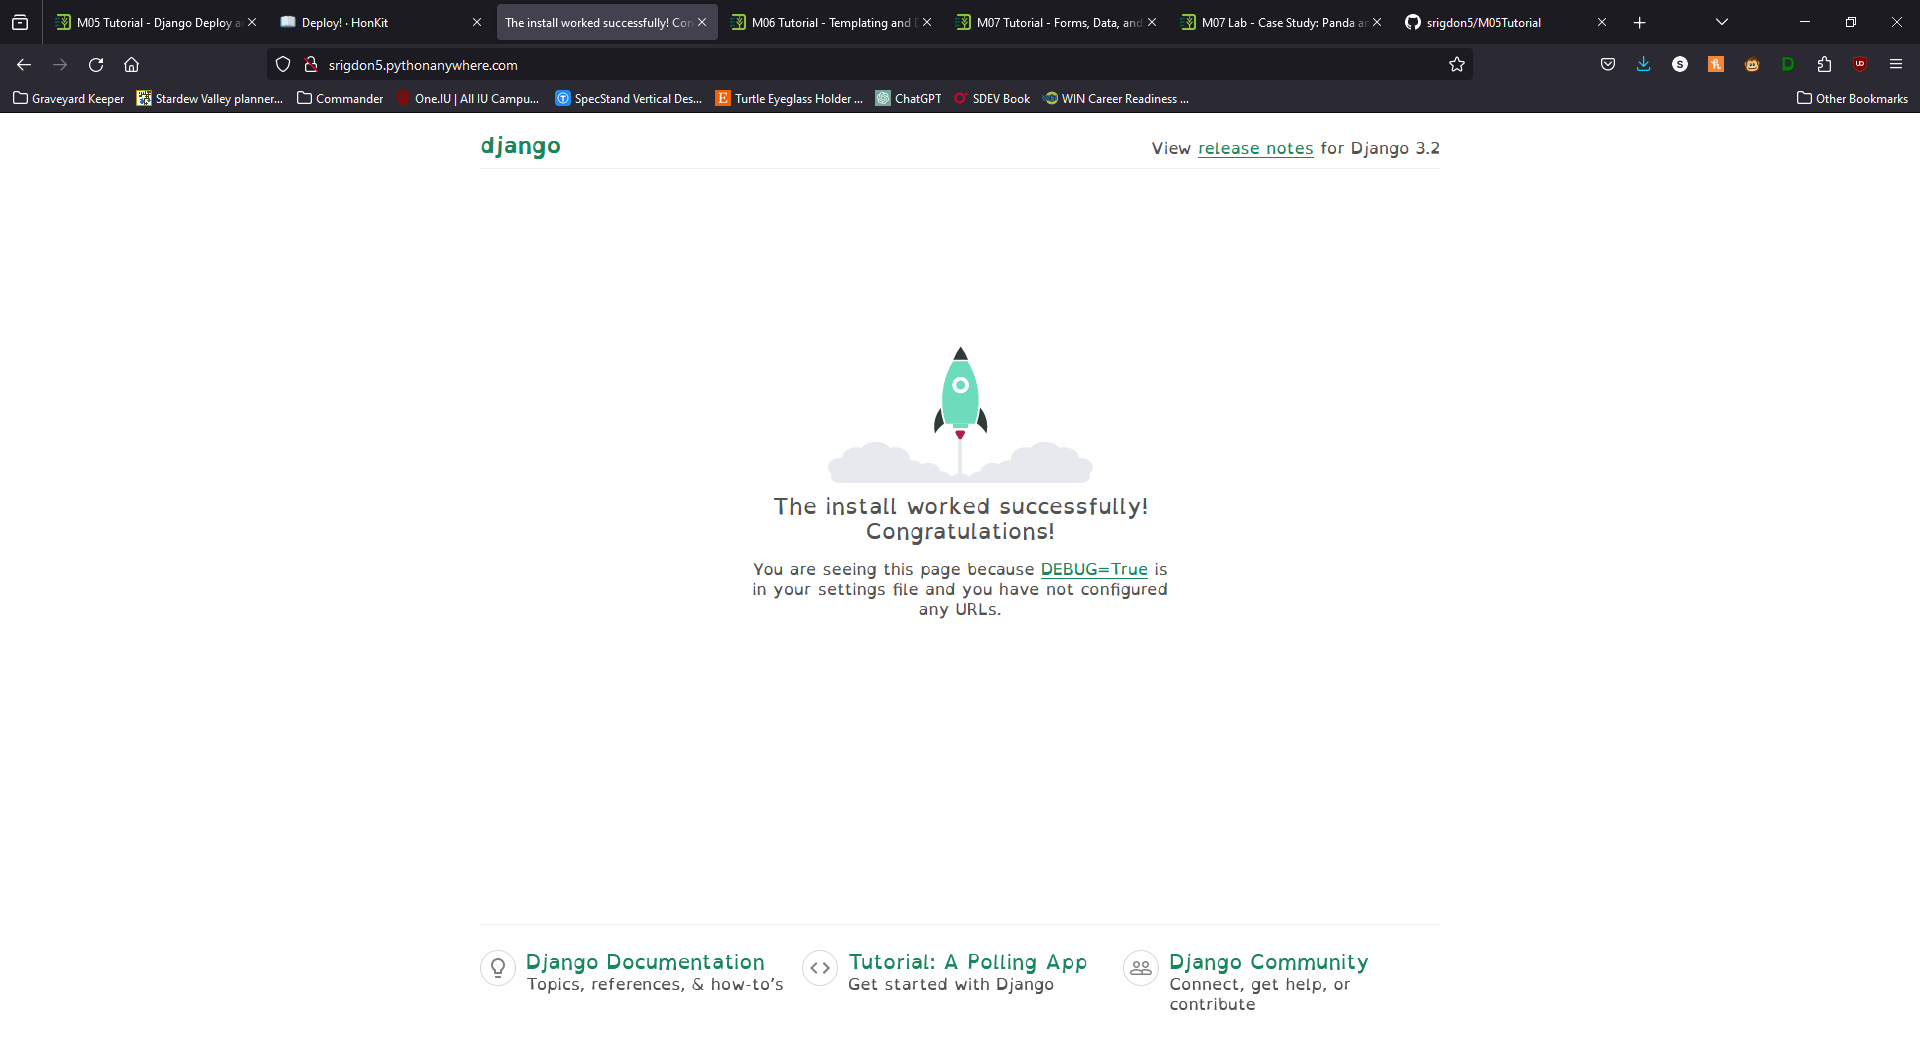 M05 Tutorial - Django Deploy a
Deploy! · HonKit
The install worked successfully! Con
M06 Tutorial - Templating and D
M07 Tutorial - Forms, Data, and
M07 Lab - Case Study: Panda a
srigdon5/M05Tutorial
srigdon5.pythonanywhere.com
Graveyard Keeper
Stardew Valley planner...
Commander
One.IU | All IU Campu...
SpecStand Vertical Des...
Turtle Eyeglass Holder ...
ChatGPT
SDEV Book
WIN Career Readiness ...
Other Bookmarks
django
View release notes for Django 3.2
The install worked successfully!
Congratulations!
You are seeing this page because DEBUG=True is
in your settings file and you have not configured
any URLs.
Django Documentation
Topics, references, & how-to's
Tutorial: A Polling App
Get started with Django
Django Community
Connect, get help, or
contribute